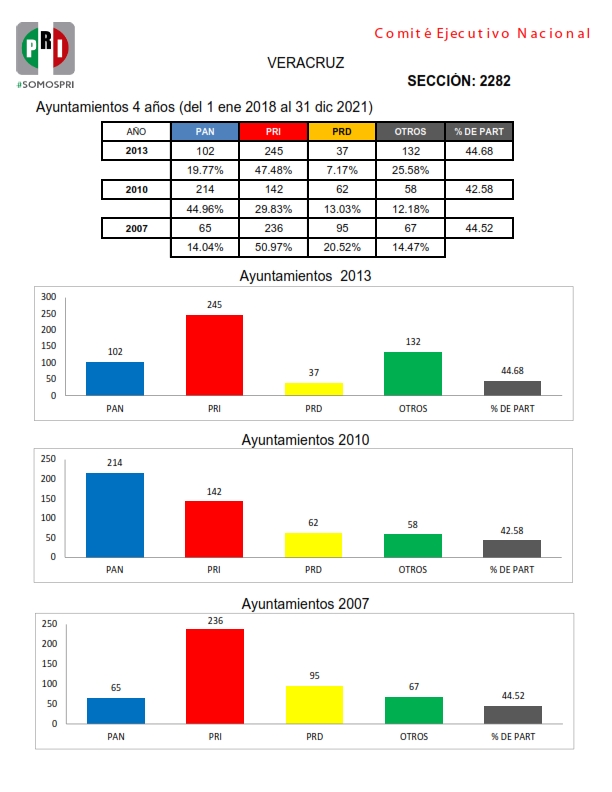 PRI
#SOMOSPRI
Comité Ejecutivo Nacional
VERACRUZ
SECCIÓN: 2282
Ayuntamientos 4 años (del 1 ene 2018 al 31 dic 2021)
AÑO PAN PRI PRD OTROS % DE PART
2013 102 245 37 132 44.68
19.77% 47.48% 7.17% 25.58%
2010 214 142 62 58 42.58
44.96% 29.83% 13.03% 12.18%
2007 65 236 95 67 44.52
14.04% 50.97% 20.52% 14.47%
Ayuntamientos 2013
300
250
200
150
100
50
0
102
245
37
132
44.68
PAN PRI PRD OTROS % DE PART
Ayuntamientos 2010
250
200
150
100
50
0
214
142
62
58
42.58
PAN PRI PRD OTROS % DE PART
Ayuntamientos 2007
250
200
150
100
50
0
65
236
95
67
44.52
PAN PRI PRD OTROS % DE PART